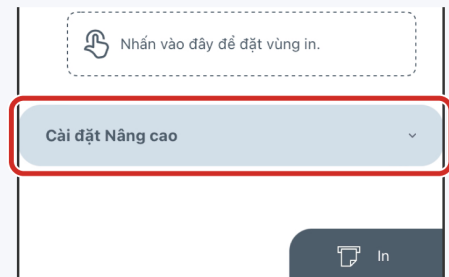 Nhấn vào đây để đặt vùng in.
Cài đặt Nâng cao
In